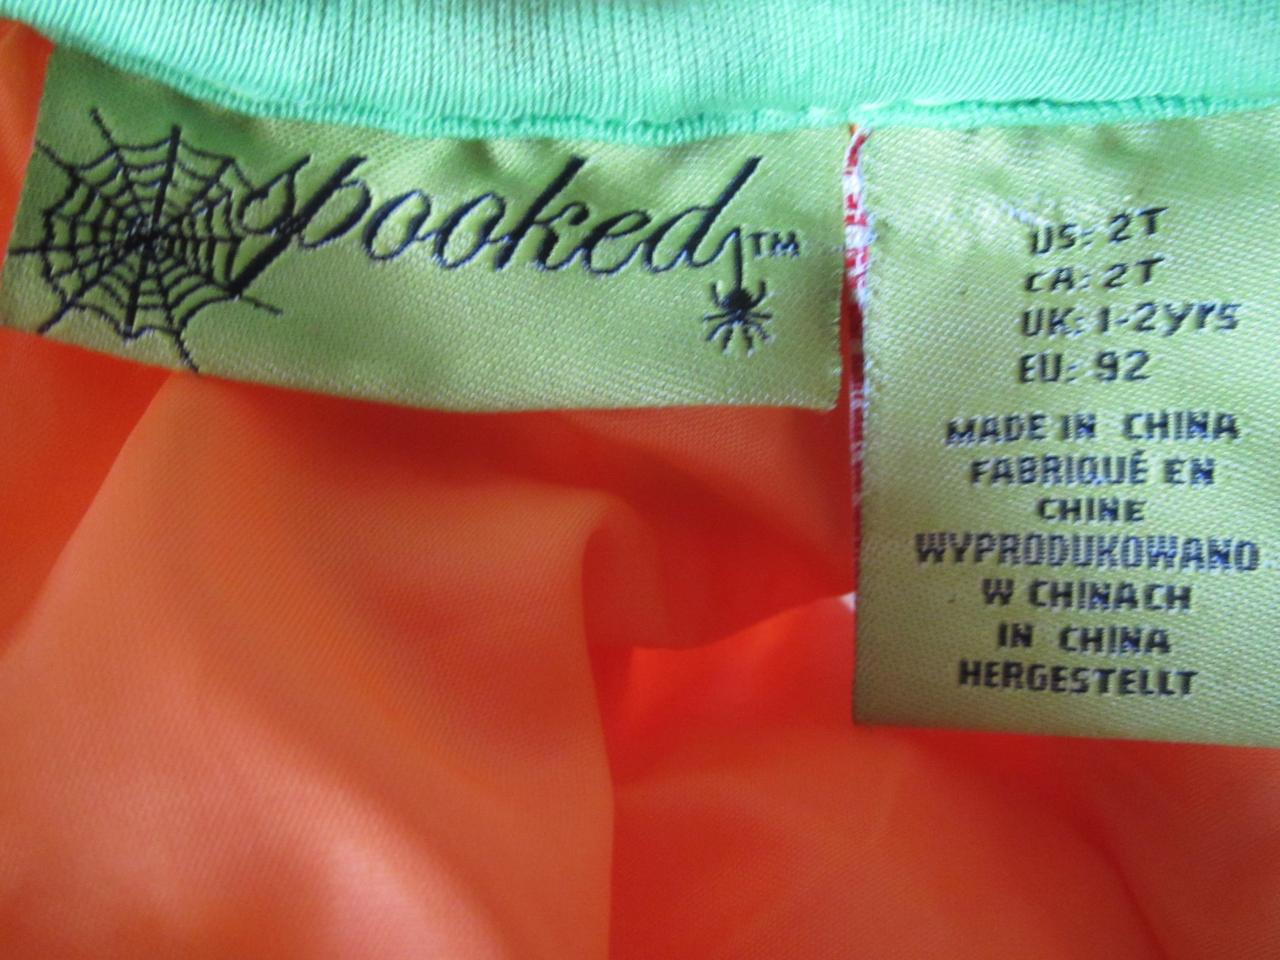 spooked™
US: 2T
CA: 2T
UK: 1-2yrs
EU: 92
MADE IN CHINA
FABRIQUÉ EN
CHINE
WYPRODUKOWANO
W CHINACH
IN CHINA
HERGESTELLT